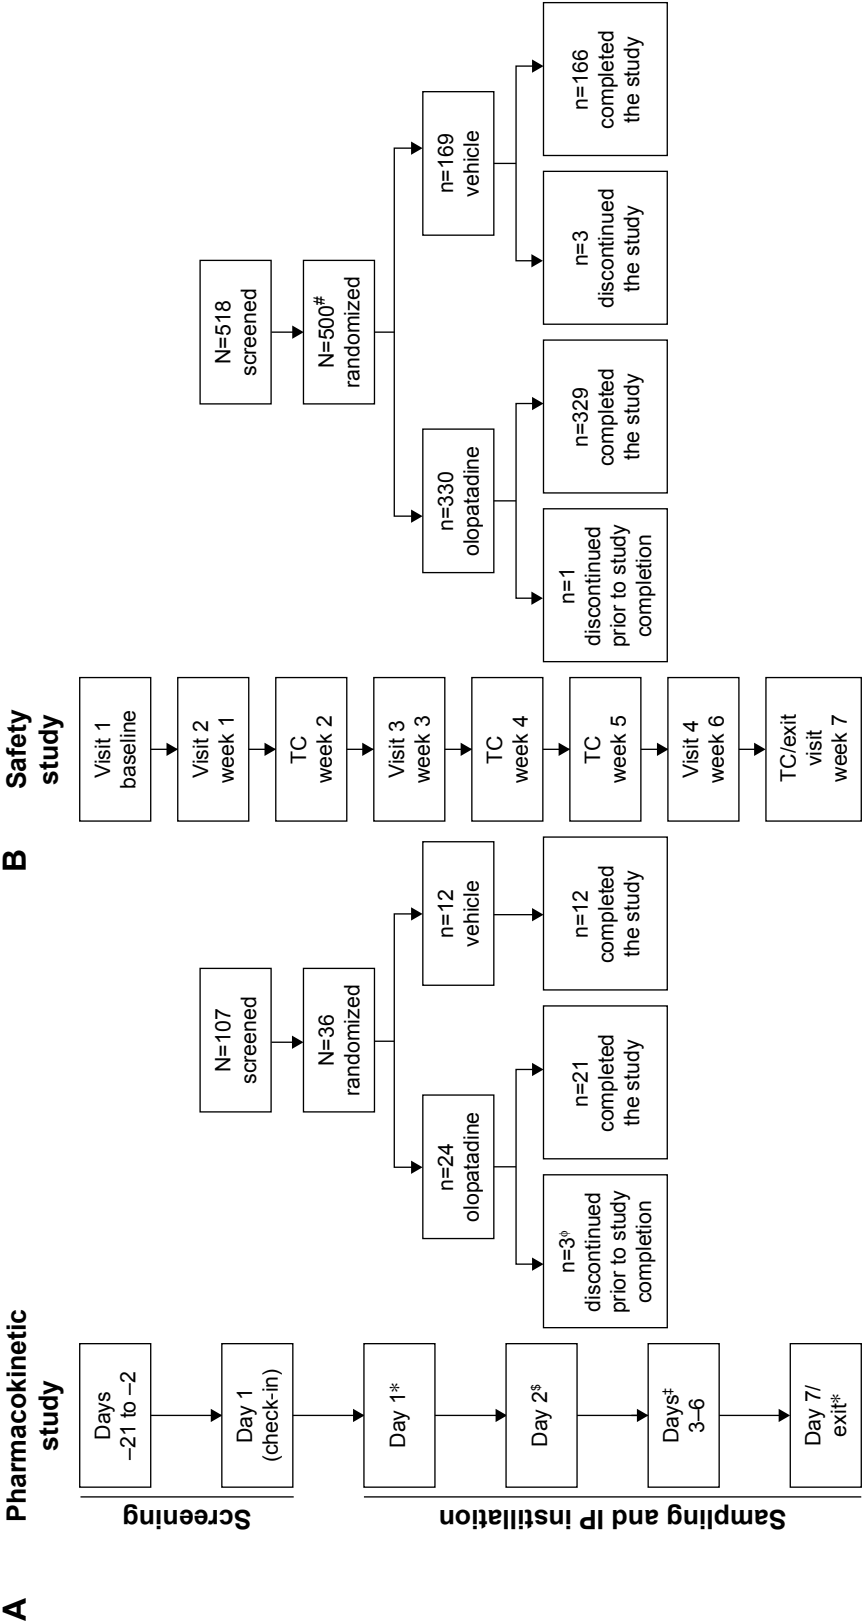 A
Pharmacokinetic
study
Screening
Days
–21 to –2
Day 1
(check-in)
Sampling and IP instillation
Day 1*
Day 2$
Days‡
3–6
Day 7/
exit*
N=107
screened
N=36
randomized
n=24
olopatadine
n=12
vehicle
n=3ϕ
discontinued
prior to study
completion
n=21
completed
the study
n=12
completed
the study
B
Safety
study
Visit 1
baseline
Visit 2
week 1
TC
week 2
Visit 3
week 3
TC
week 4
TC
week 5
Visit 4
week 6
TC/exit
visit
week 7
N=518
screened
N=500#
randomized
n=330
olopatadine
n=169
vehicle
n=1
discontinued
prior to study
completion
n=329
completed
the study
n=3
discontinued
the study
n=166
completed
the study